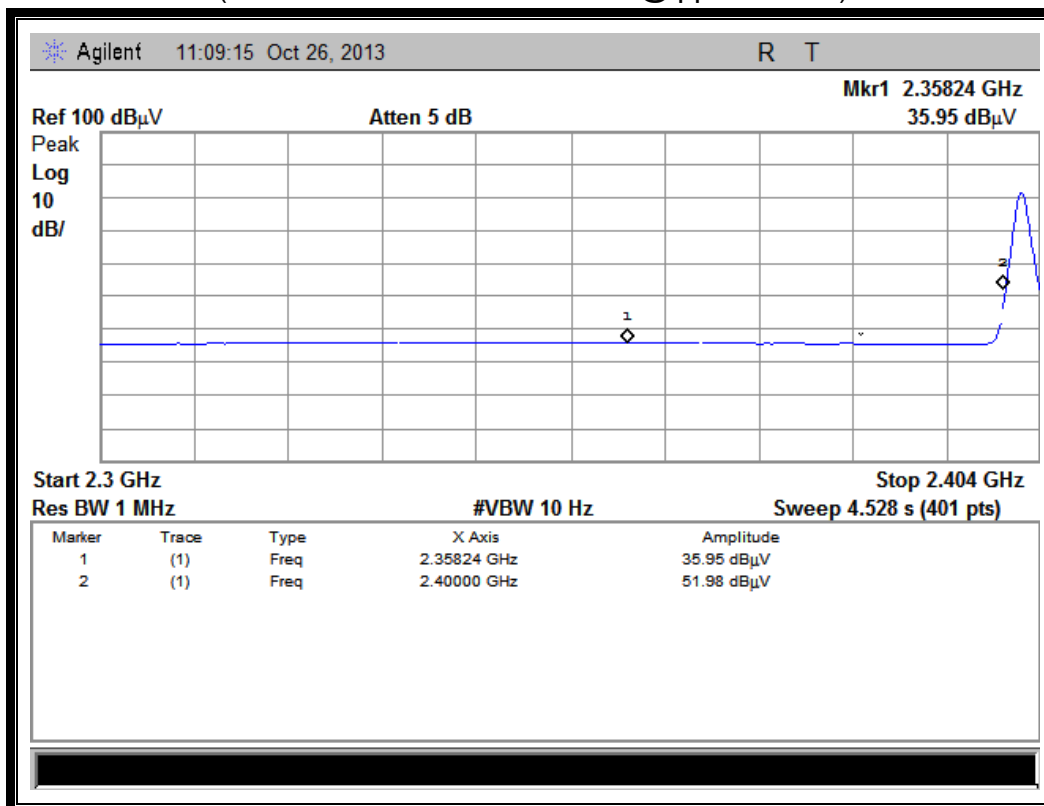 Agilent 11:09:15 Oct 26, 2013 R T
Mkr1 2.35824 GHz
Ref 100 dBµV Atten 5 dB 35.95 dBµV
Peak
Log
10
dB/
1
2
Start 2.3 GHz Stop 2.404 GHz
Res BW 1 MHz #VBW 10 Hz Sweep 4.528 s (401 pts)
Marker Trace Type X Axis Amplitude
1 (1) Freq 2.35824 GHz 35.95 dBµV
2 (1) Freq 2.40000 GHz 51.98 dBµV